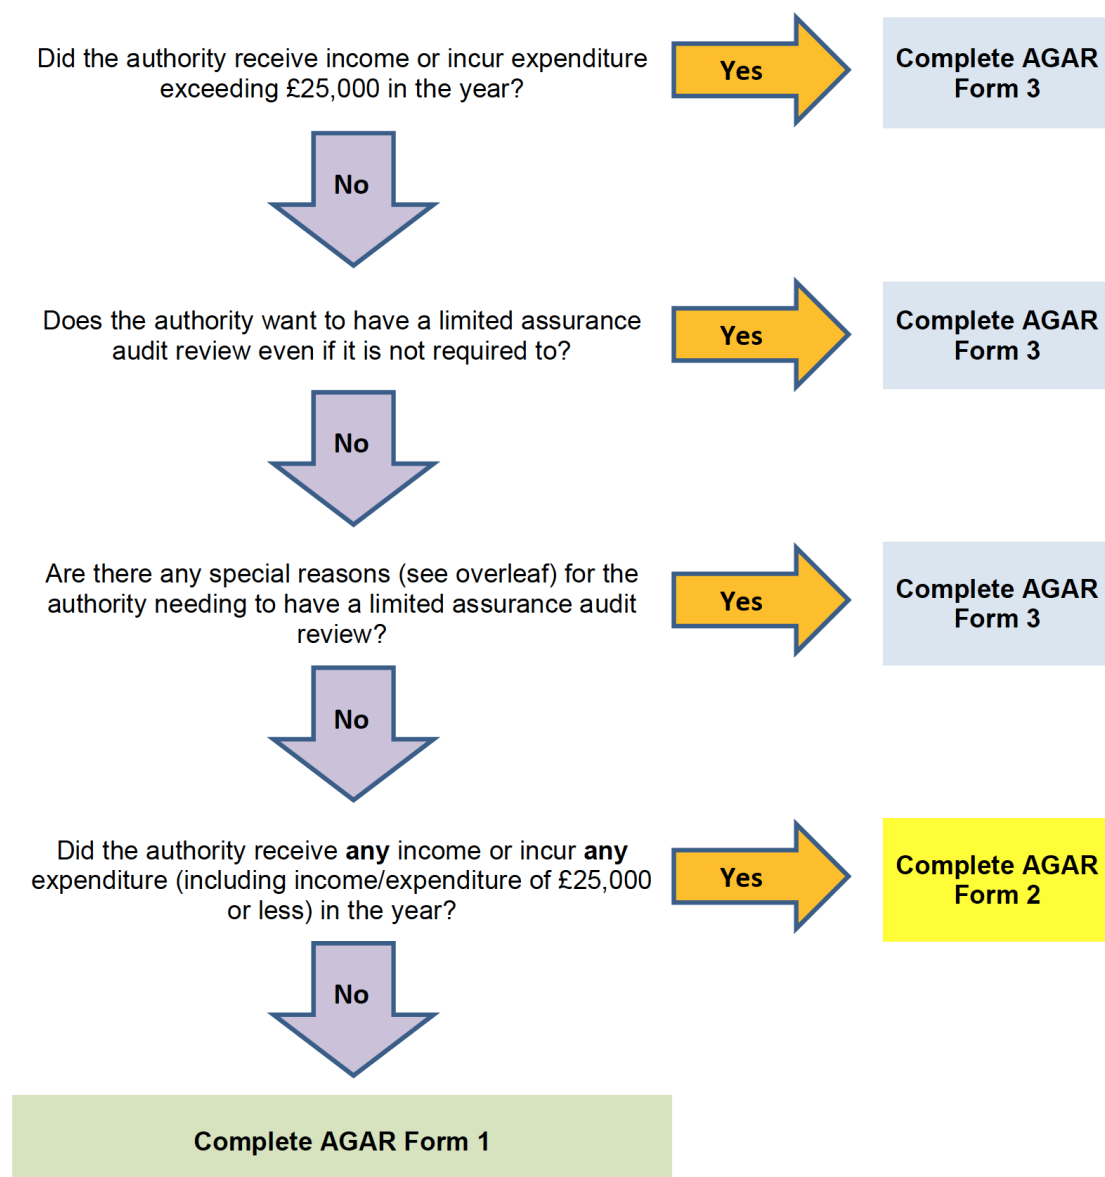 Did the authority receive income or incur expenditure
exceeding £25,000 in the year?
Yes
Complete AGAR
Form 3
No
Does the authority want to have a limited assurance
audit review even if it is not required to?
Yes
Complete AGAR
Form 3
No
Are there any special reasons (see overleaf) for the
authority needing to have a limited assurance audit
review?
Yes
Complete AGAR
Form 3
No
Did the authority receive any income or incur any
expenditure (including income/expenditure of £25,000
or less) in the year?
Yes
Complete AGAR
Form 2
No
Complete AGAR Form 1